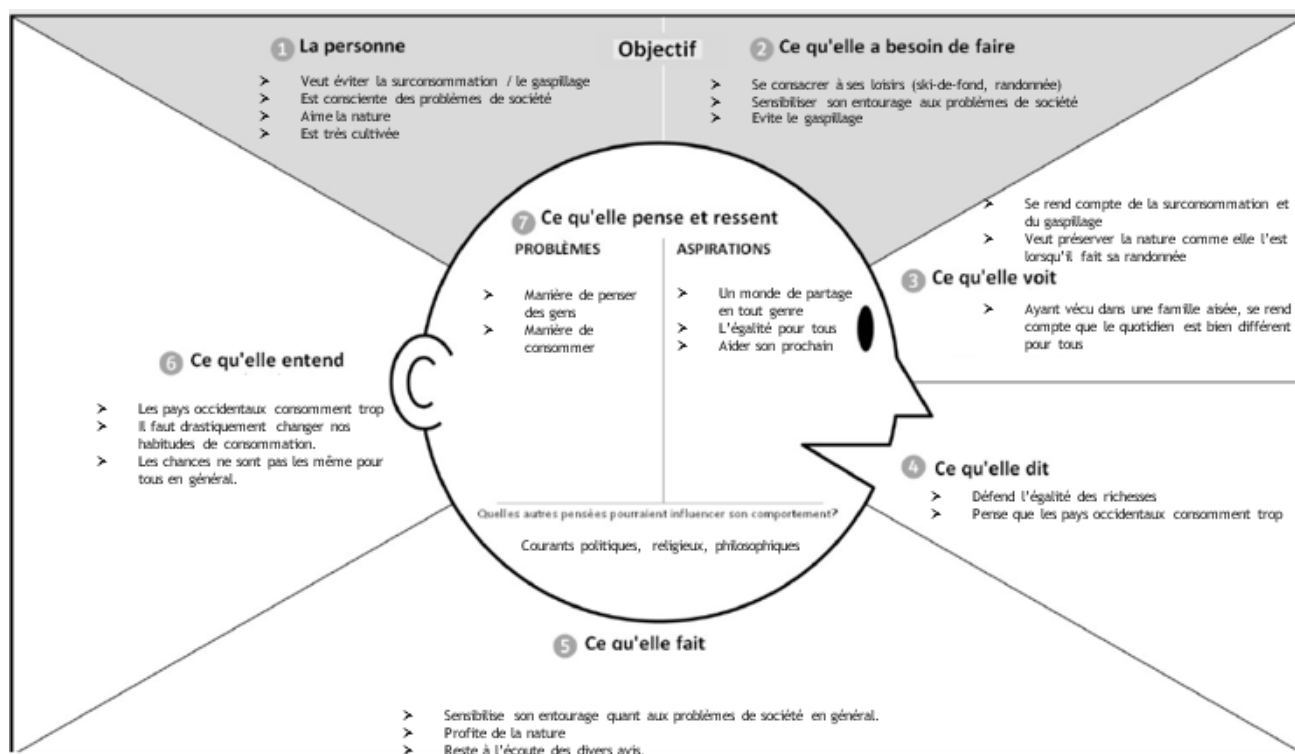 Objectif
1 La personne
➢ Veut éviter la surconsommation / le gaspillage
➢ Est consciente des problèmes de société
➢ Aime la nature
➢ Est très cultivée
2 Ce qu'elle a besoin de faire
➢ Se consacrer à ses loisirs (ski-de-fond, randonnée)
➢ Sensibiliser son entourage aux problèmes de société
➢ Evite le gaspillage
➢ Se rend compte de la surconsommation et
du gaspillage
➢ Veut préserver la nature comme elle l'est
lorsqu'il fait sa randonnée
3 Ce qu'elle voit
➢ Ayant vécu dans une famille aisée, se rend
compte que le quotidien est bien différent
pour tous
4 Ce qu'elle dit
➢ Défend l'égalité des richesses
➢ Pense que les pays occidentaux consomment trop
5 Ce qu'elle fait
➢ Sensibilise son entourage quant aux problèmes de société en général.
➢ Profite de la nature
➢ Reste à l'écoute des divers avis.
6 Ce qu'elle entend
➢ Les pays occidentaux consomment trop
➢ Il faut drastiquement changer nos
habitudes de consommation.
➢ Les chances ne sont pas les même pour
tous en général.
7 Ce qu'elle pense et ressent
PROBLÈMES
➢ Manière de penser
des gens
➢ Manière de
consommer
ASPIRATIONS
➢ Un monde de partage
en tout genre
➢ L'égalité pour tous
➢ Aider son prochain
Quelles autres pensées pourraient influencer son comportement?
Courants politiques, religieux, philosophiques